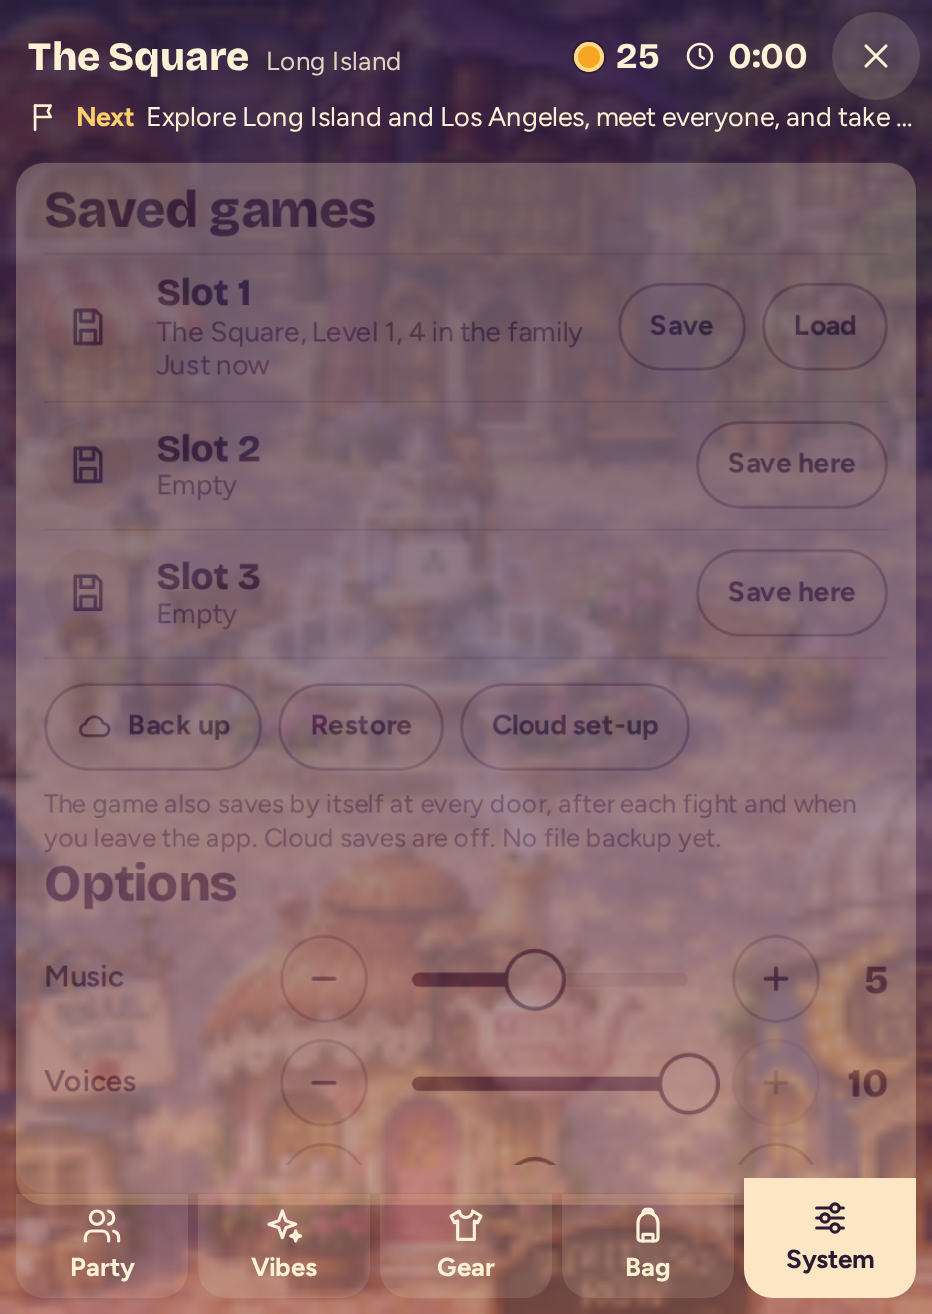 The Square Long Island 25 0:00
Next Explore Long Island and Los Angeles, meet everyone, and take ...
Saved games
Slot 1
The Square, Level 1, 4 in the family
Just now
Save Load
Slot 2
Empty
Save here
Slot 3
Empty
Save here
Back up Restore Cloud set-up
The game also saves by itself at every door, after each fight and when
you leave the app. Cloud saves are off. No file backup yet.
Options
Music 5
Voices 10
Party Vibes Gear Bag System